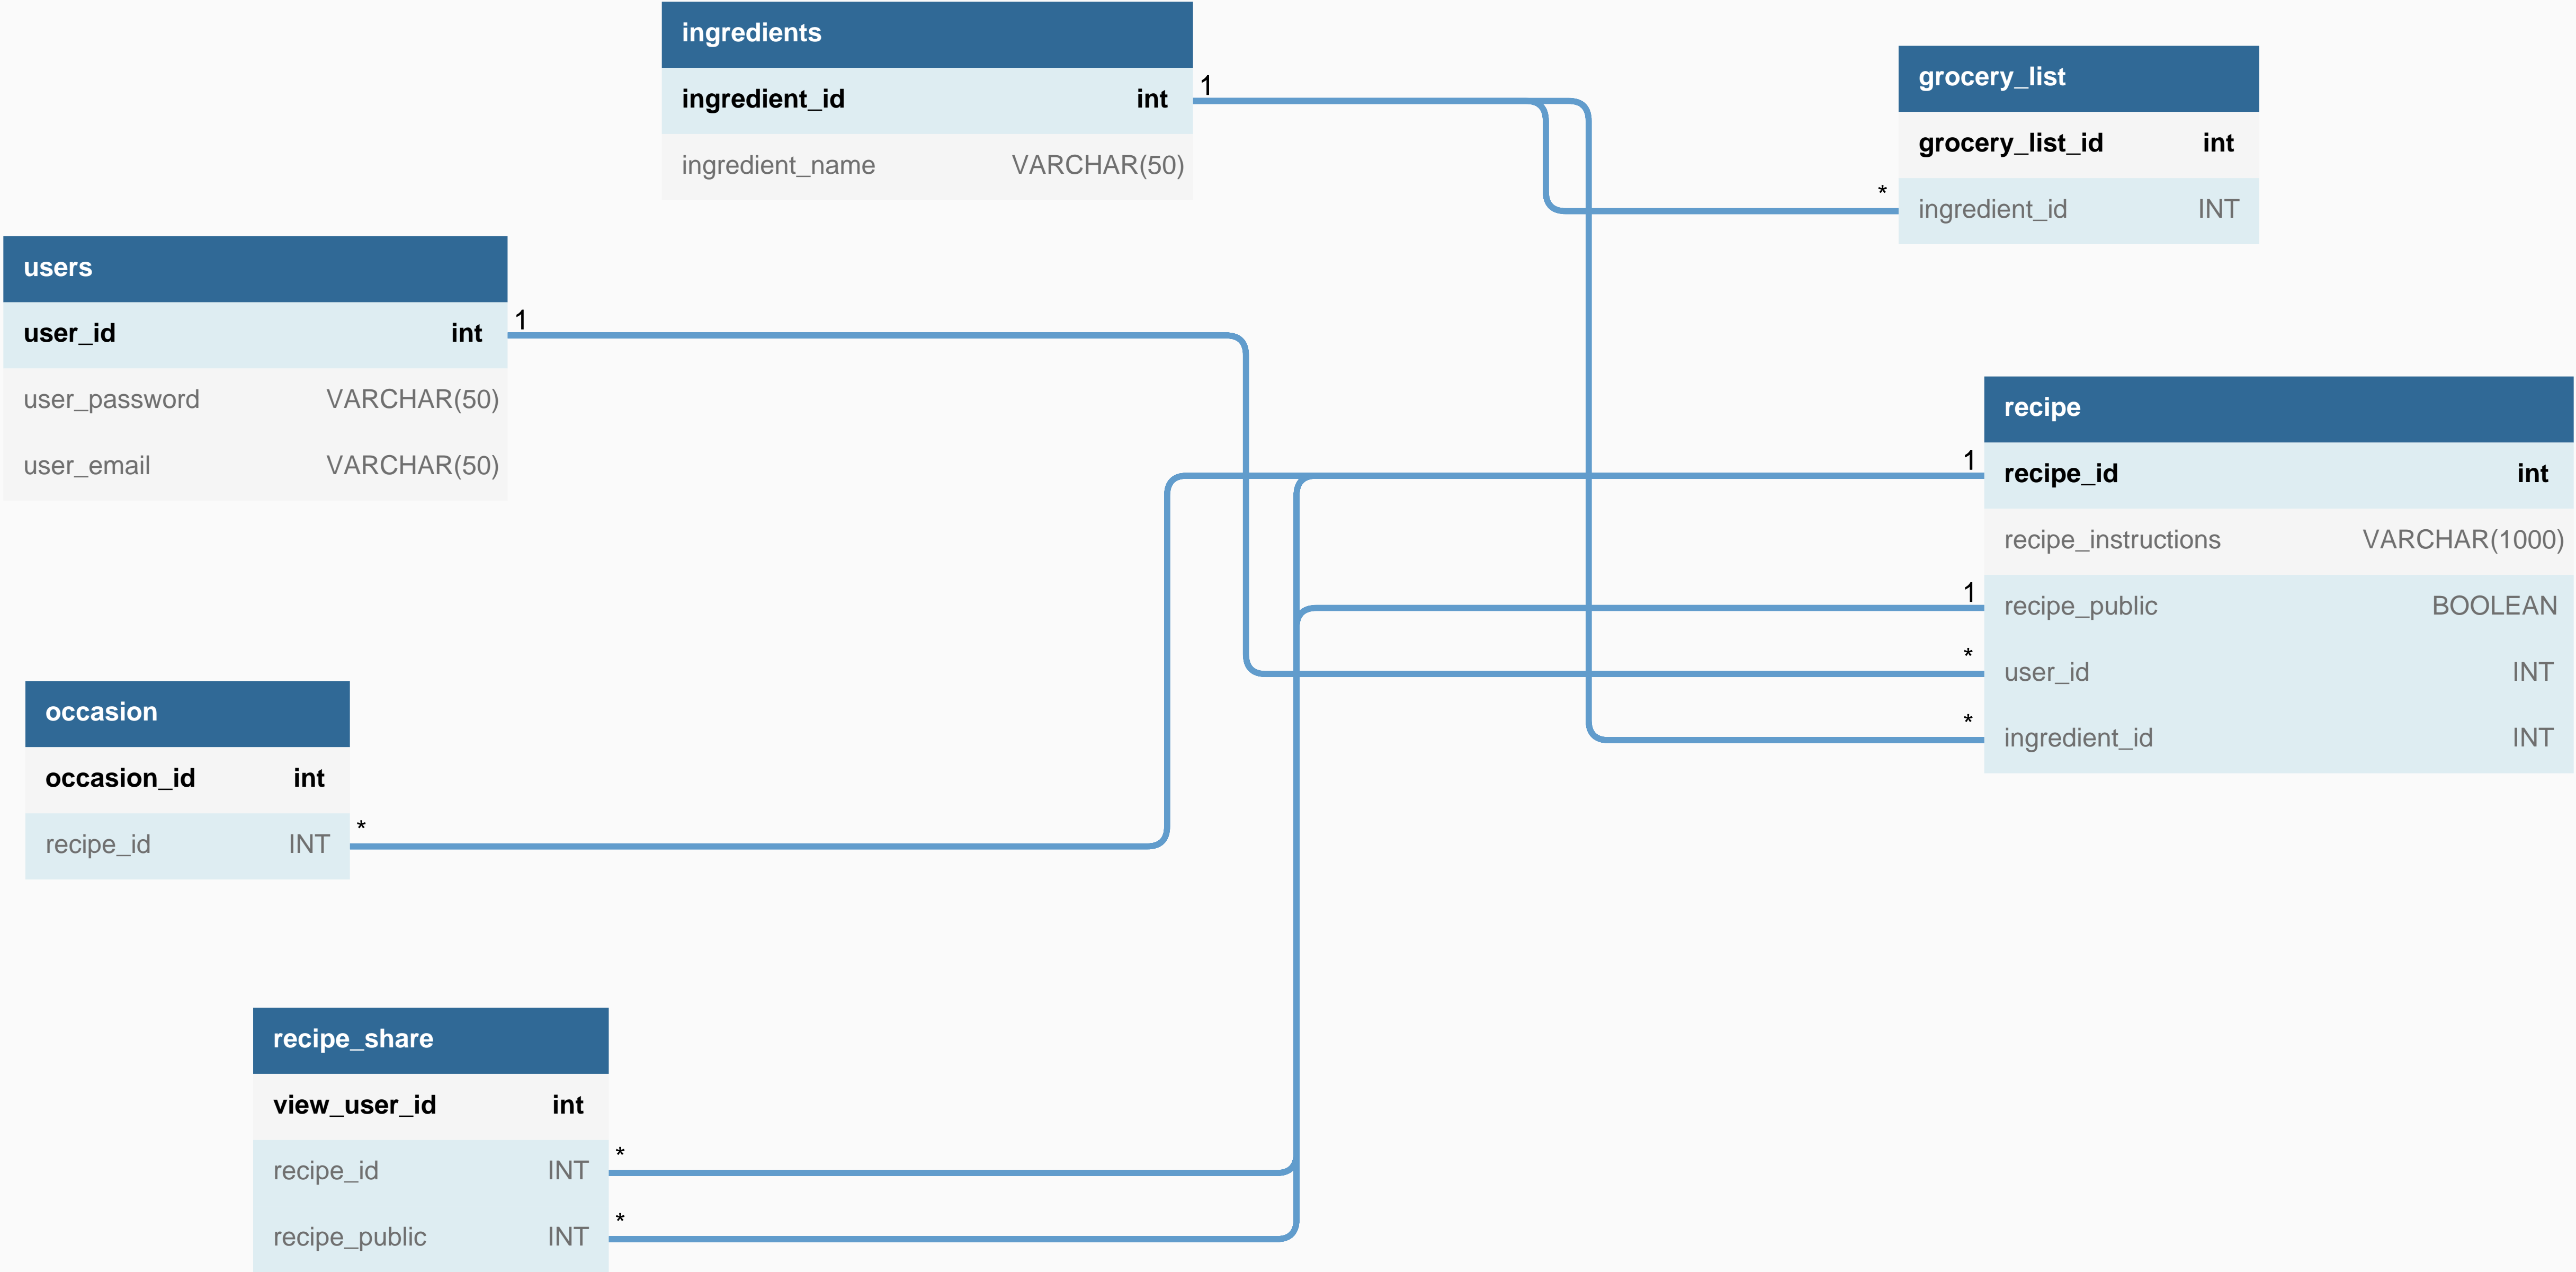 ingredients
ingredient_id int
ingredient_name VARCHAR(50)
1
grocery_list
grocery_list_id int
* ingredient_id INT
users
user_id int
1
user_password VARCHAR(50)
user_email VARCHAR(50)
recipe
1 recipe_id int
recipe_instructions VARCHAR(1000)
1 recipe_public BOOLEAN
* user_id INT
* ingredient_id INT
occasion
occasion_id int
recipe_id INT *
recipe_share
view_user_id int
recipe_id INT *
recipe_public INT *